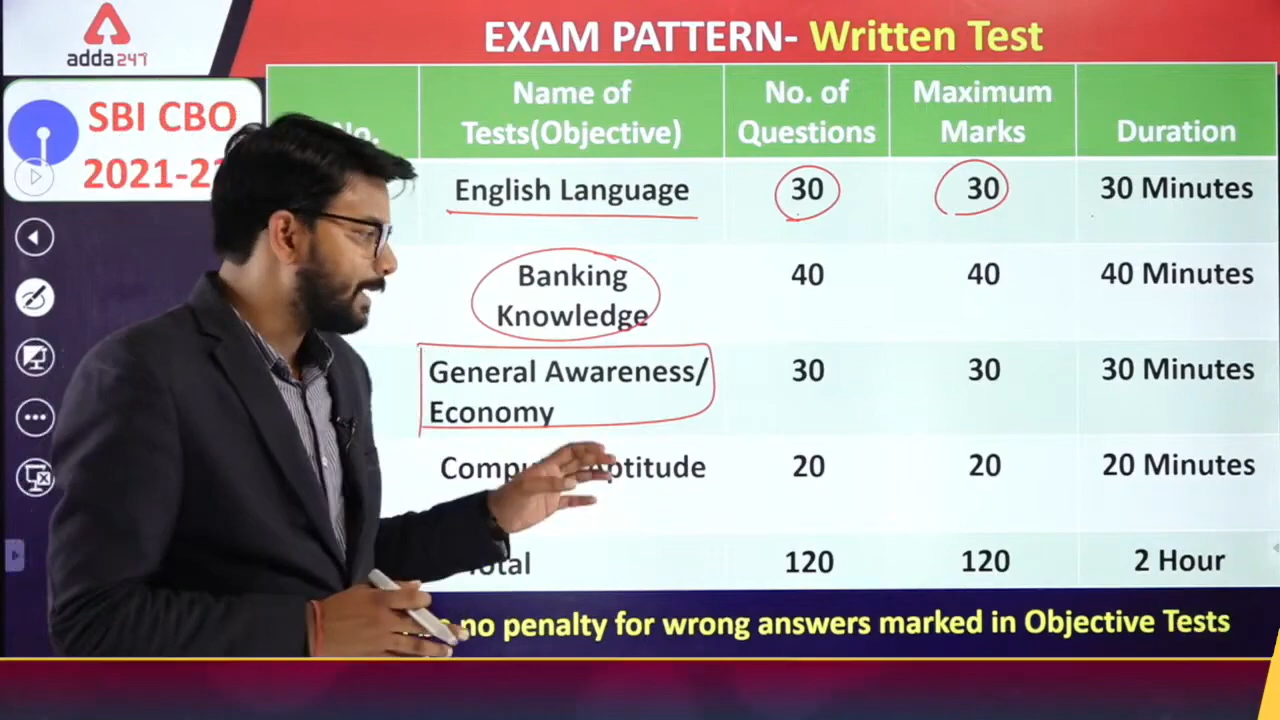 adda247
EXAM PATTERN- Written Test
SBI CBO
2021-2
No.
Name of Tests(Objective)
No. of Questions
Maximum Marks
Duration
English Language 30 30 30 Minutes
Banking Knowledge 40 40 40 Minutes
General Awareness/ Economy 30 30 30 Minutes
20 20 20 Minutes
Total 120 120 2 Hour
no penalty for wrong answers marked in Objective Tests